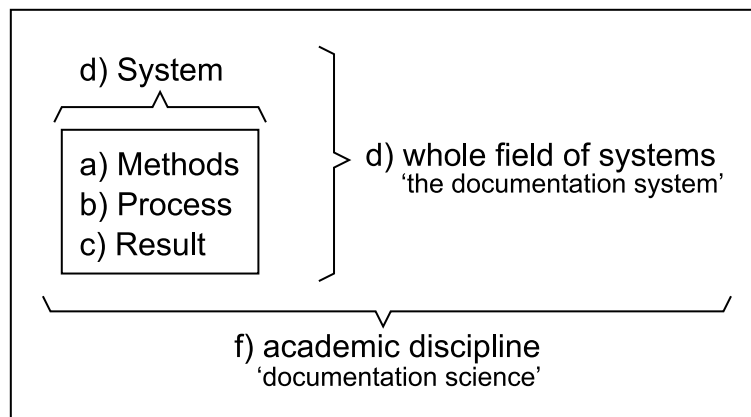 d) System
a) Methods
b) Process
c) Result
d) whole field of systems
‘the documentation system’
f) academic discipline
‘documentation science’